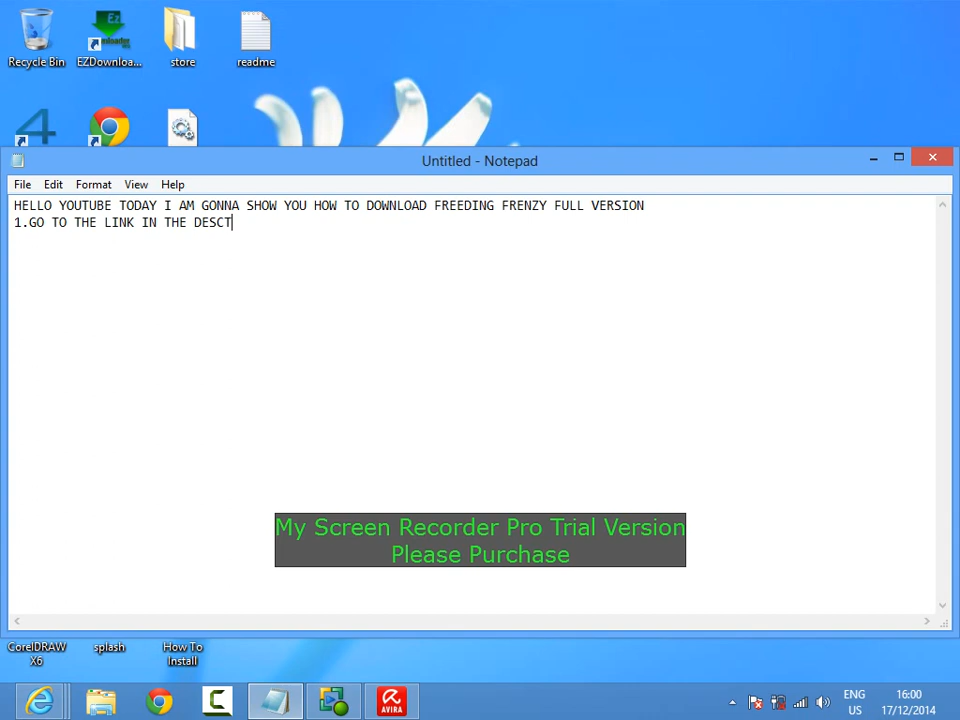 Recycle Bin
EZDownloa...
store
readme
Untitled - Notepad
File Edit Format View Help
HELLO YOUTUBE TODAY I AM GONNA SHOW YOU HOW TO DOWNLOAD FREEDING FRENZY FULL VERSION
1.GO TO THE LINK IN THE DESCT
My Screen Recorder Pro Trial Version
Please Purchase
CorelDRAW
X6
splash
How To
Install
AVIRA
ENG
US
16:00
17/12/2014